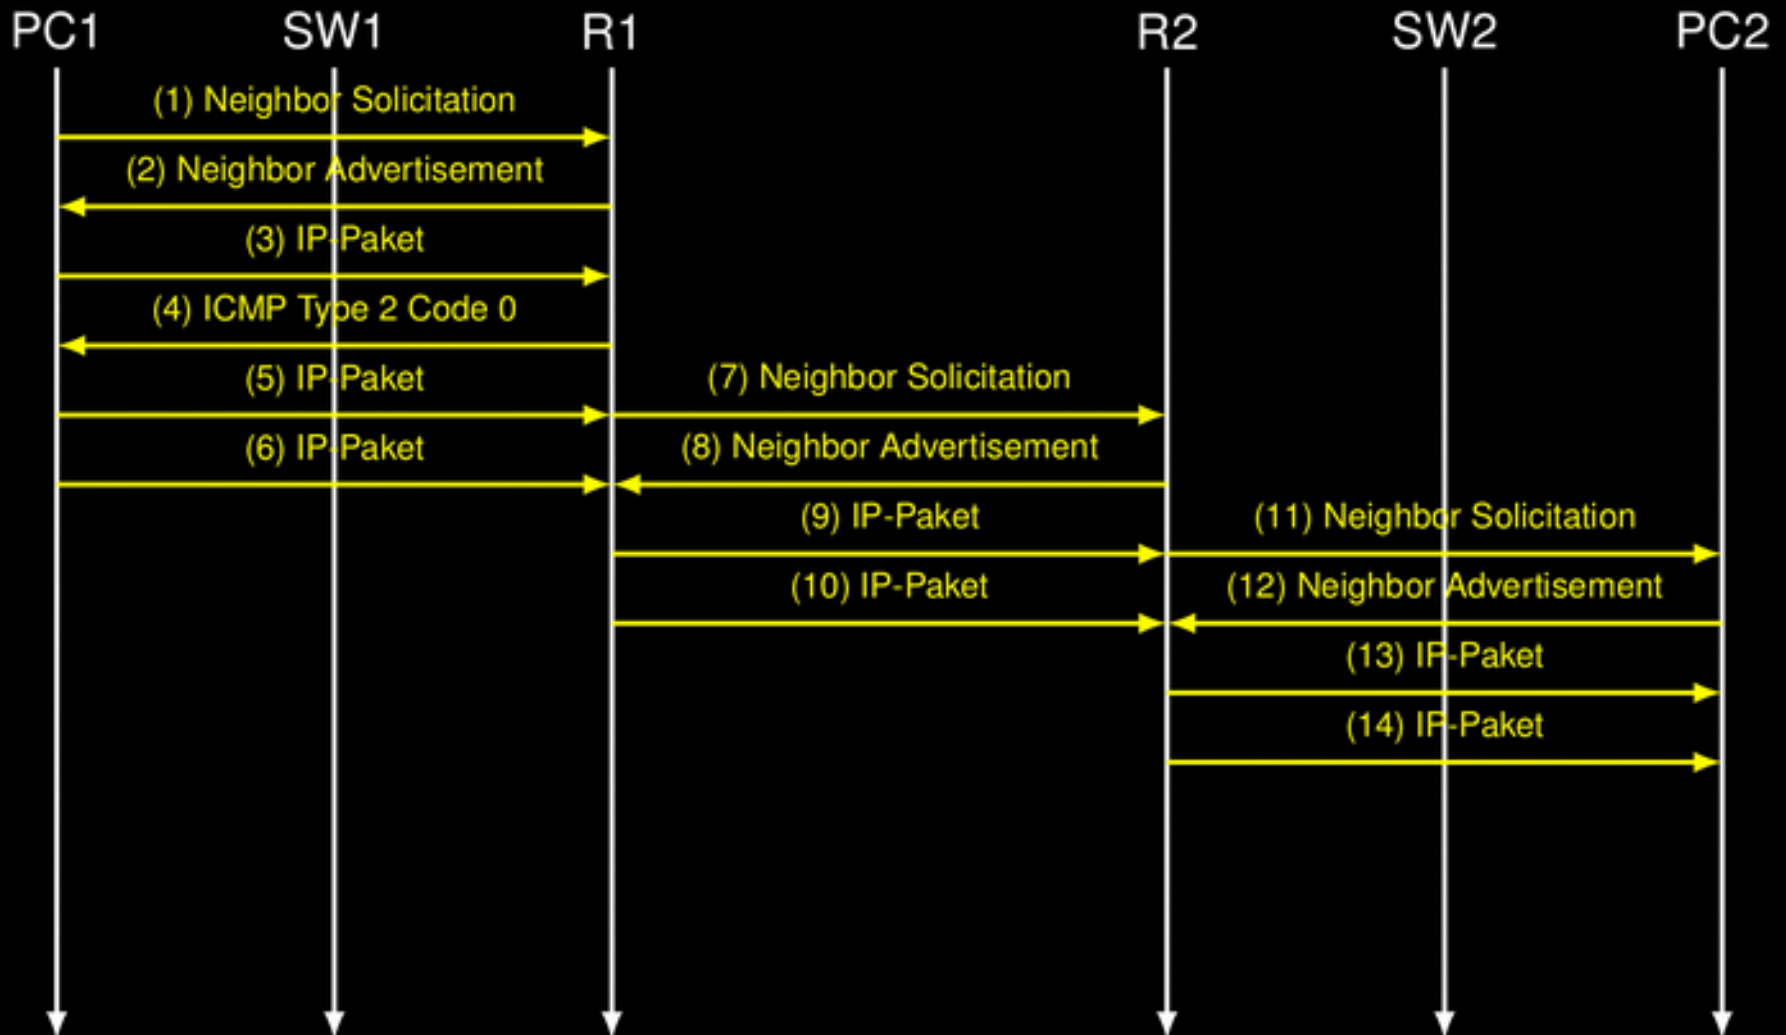 PC1 SW1 R1 R2 SW2 PC2
(1) Neighbor Solicitation
(2) Neighbor Advertisement
(3) IP-Paket
(4) ICMP Type 2 Code 0
(5) IP-Paket
(7) Neighbor Solicitation
(6) IP-Paket
(8) Neighbor Advertisement
(9) IP-Paket
(11) Neighbor Solicitation
(10) IP-Paket
(12) Neighbor Advertisement
(13) IP-Paket
(14) IP-Paket